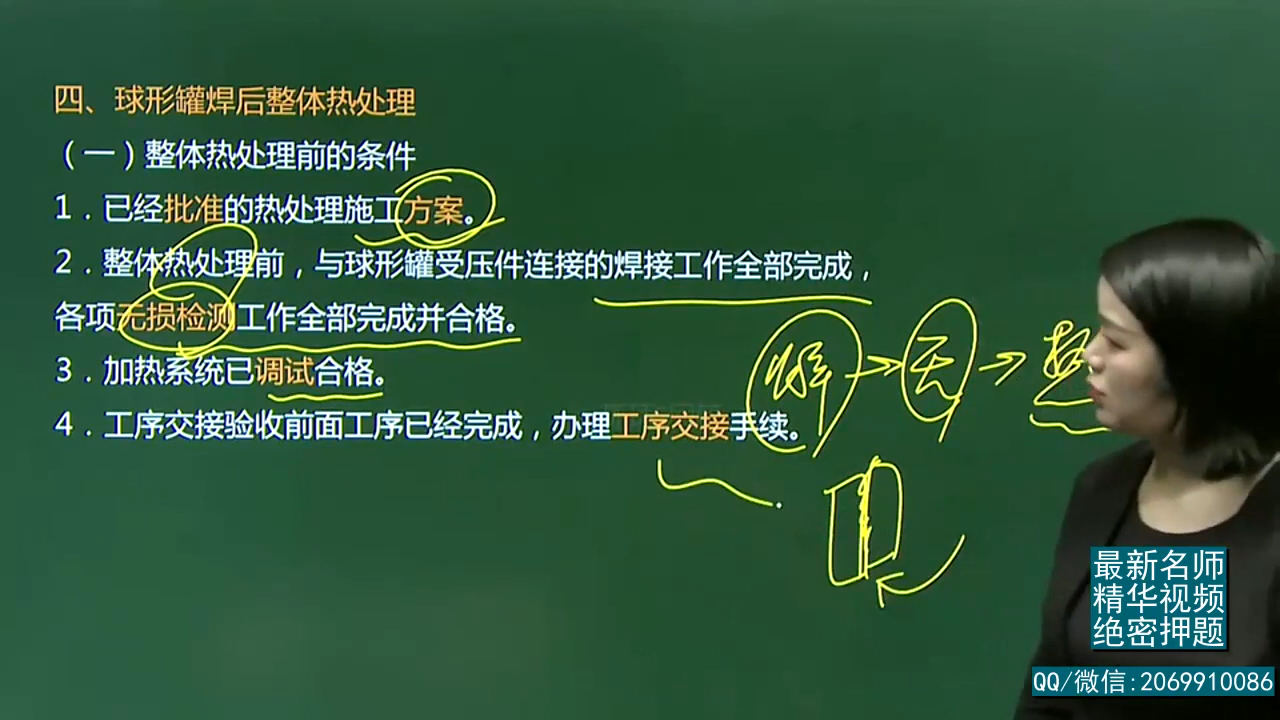 四、球形罐焊后整体热处理
（一）整体热处理前的条件
1．已经批准的热处理施工方案。
2．整体热处理前，与球形罐受压件连接的焊接工作全部完成，
各项无损检测工作全部完成并合格。
3．加热系统已调试合格。
4．工序交接验收前面工序已经完成，办理工序交接手续。
焊→无→热
最新名师
精华视频
绝密押题
QQ/微信:2069910086